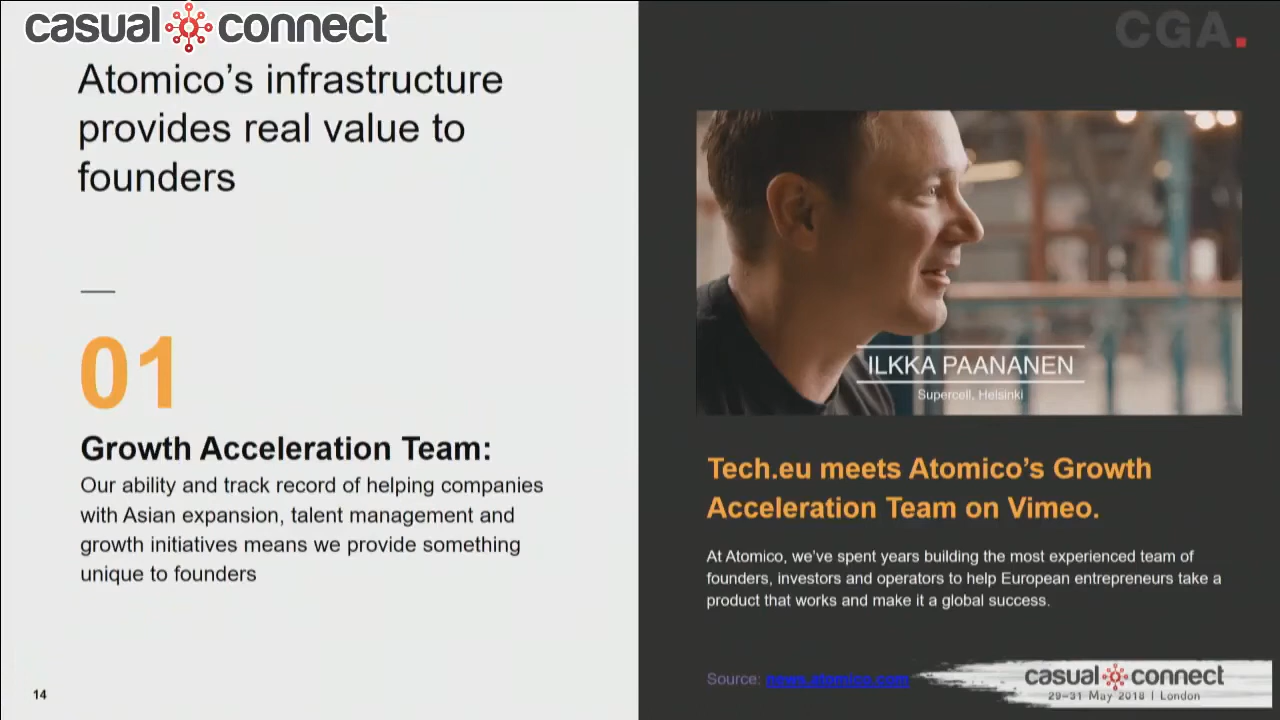 casual connect
CGA.
Atomico’s infrastructure
provides real value to
founders
01
Growth Acceleration Team:
Our ability and track record of helping companies
with Asian expansion, talent management and
growth initiatives means we provide something
unique to founders
14
ILKKA PAANANEN
Supercell, Helsinki
Tech.eu meets Atomico’s Growth
Acceleration Team on Vimeo.
At Atomico, we’ve spent years building the most experienced team of
founders, investors and operators to help European entrepreneurs take a
product that works and make it a global success.
Source: news.atomico.com
casual connect
29-31 May 2018 | London